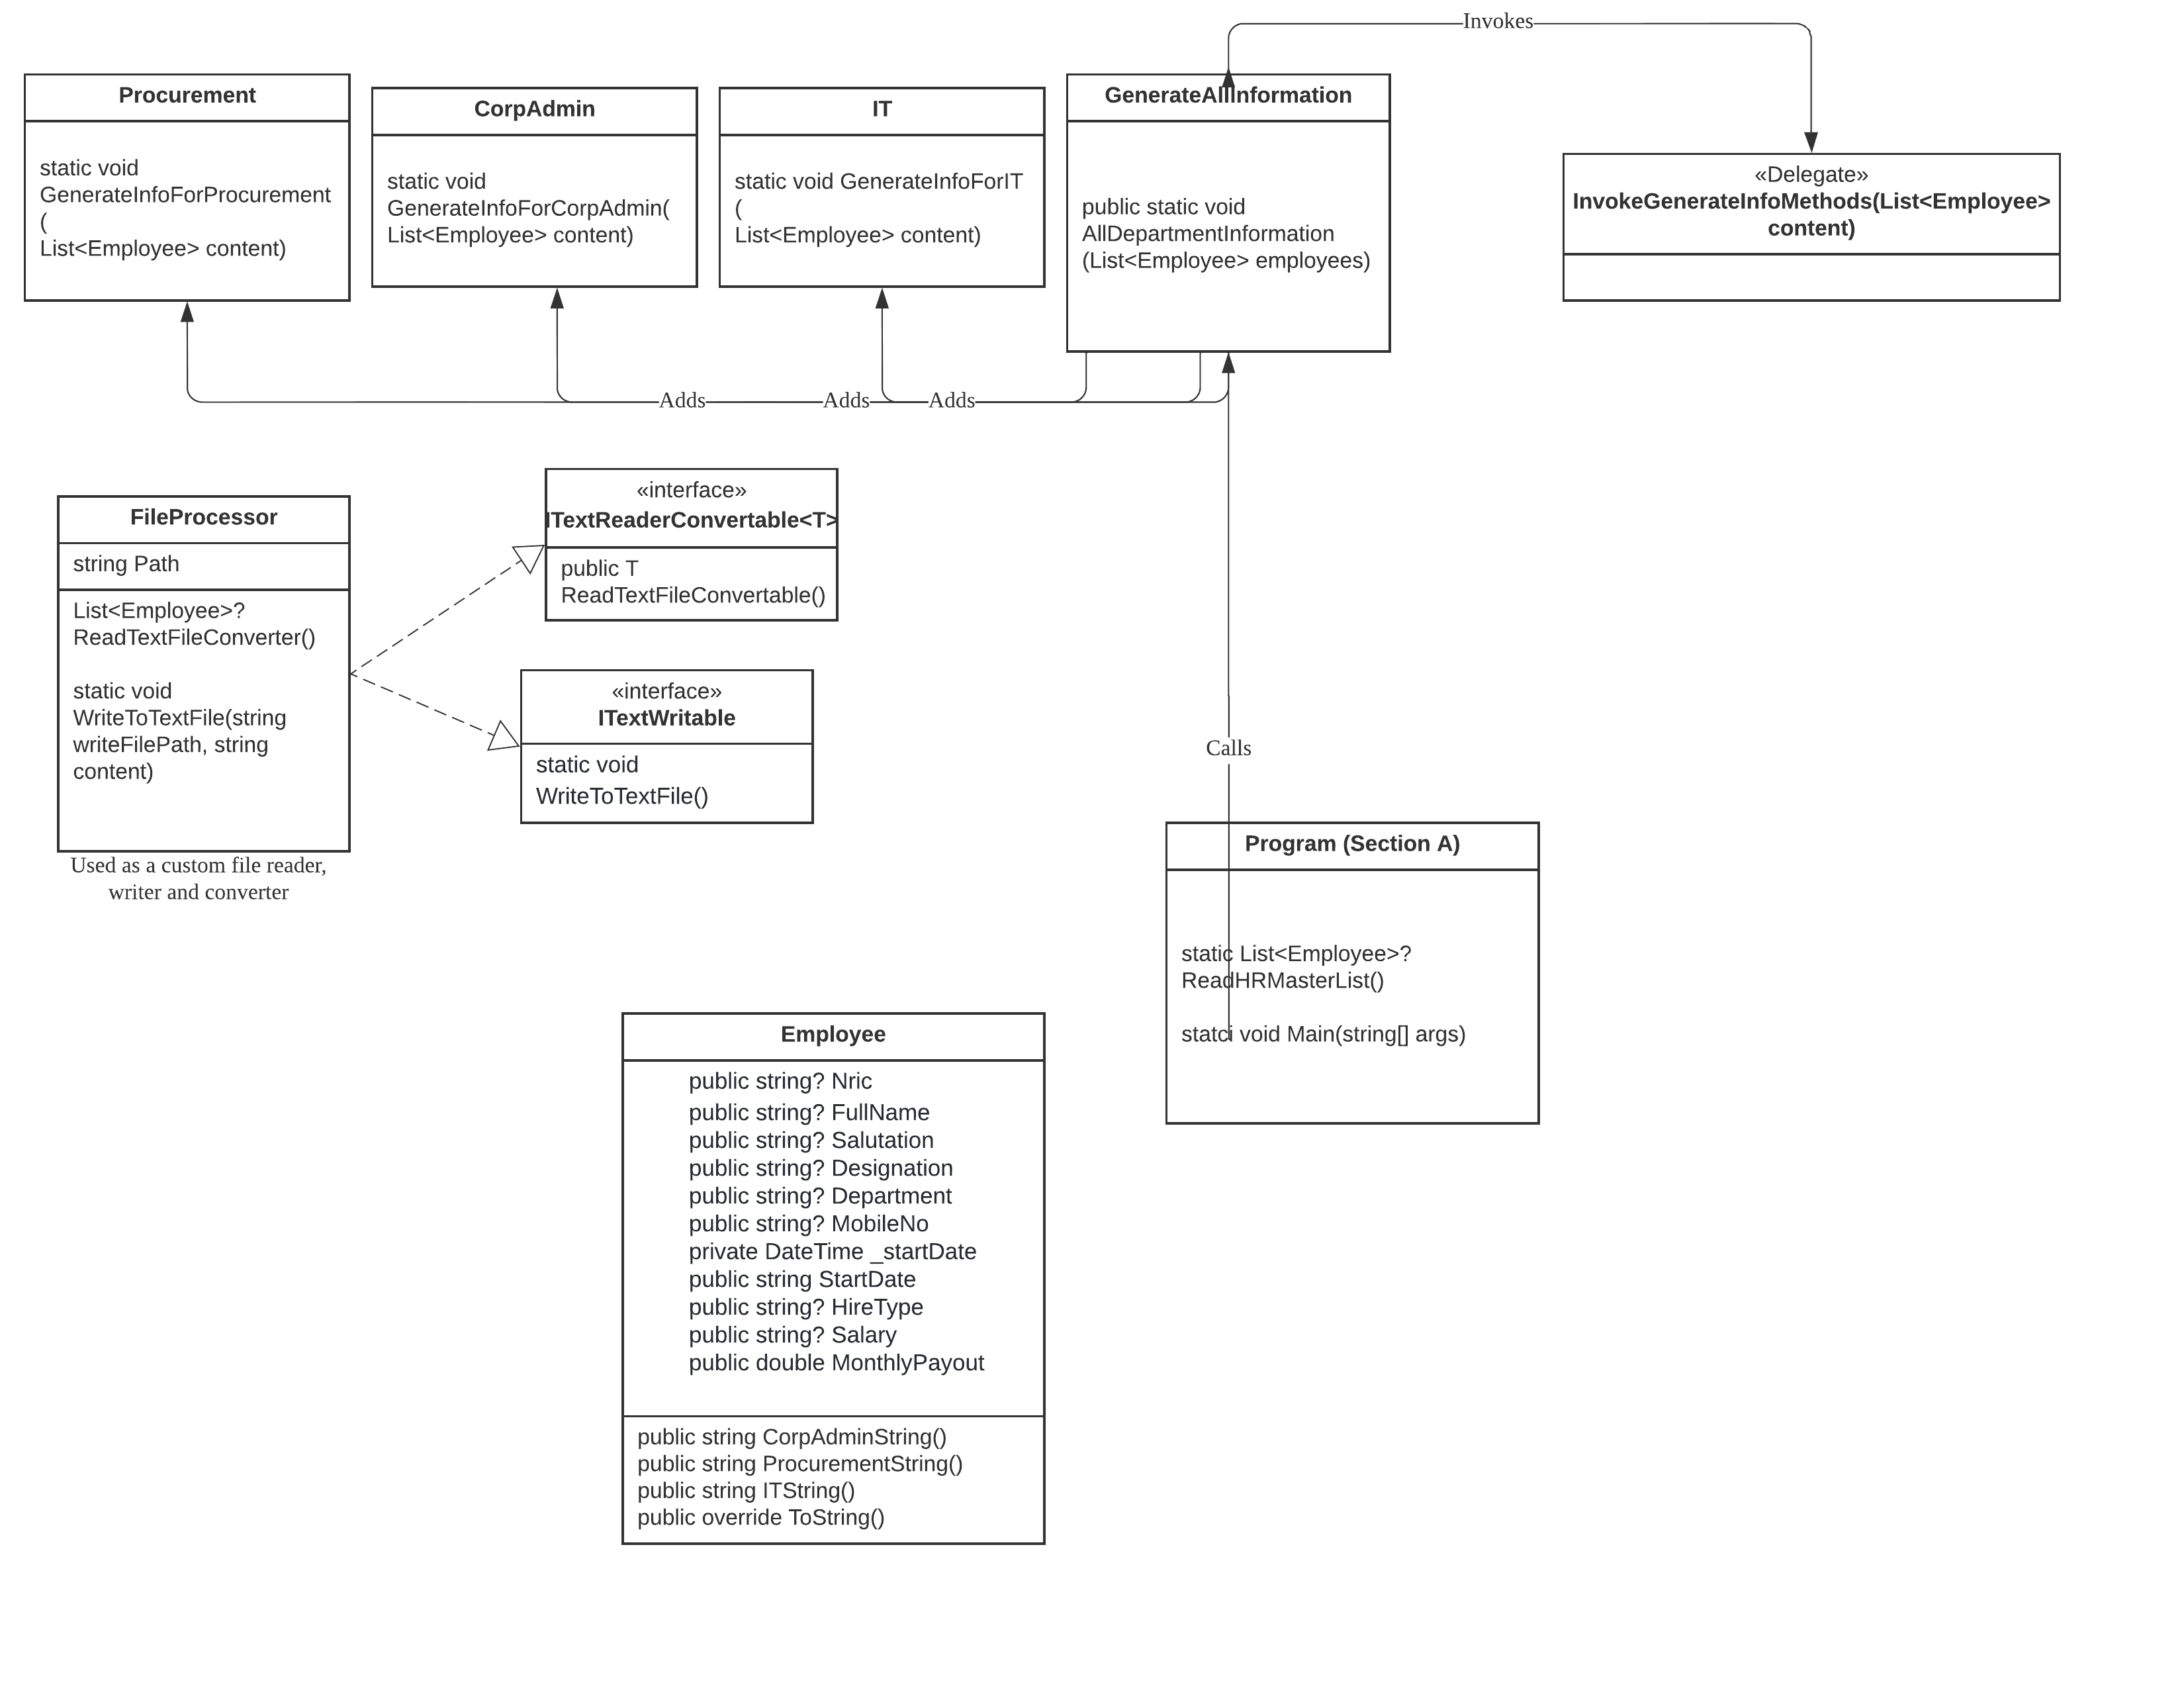 Invokes
Procurement
static void
GenerateInfoForProcurement
(
List<Employee> content)
CorpAdmin
static void
GenerateInfoForCorpAdmin(
List<Employee> content)
IT
static void GenerateInfoForIT
(
List<Employee> content)
GenerateAllInformation
public static void
AllDepartmentInformation
(List<Employee> employees)
«Delegate»
InvokeGenerateInfoMethods(List<Employee>
content)
Adds
Adds
Adds
FileProcessor
string Path
List<Employee>?
ReadTextFileConverter()
static void
WriteToTextFile(string
writeFilePath, string
content)
Used as a custom file reader,
writer and converter
«interface»
ITextReaderConvertable<T>
public T
ReadTextFileConvertable()
«interface»
ITextWritable
static void
WriteToTextFile()
Calls
Program (Section A)
static List<Employee>?
ReadHRMasterList()
statci void Main(string[] args)
Employee
public string? Nric
public string? FullName
public string? Salutation
public string? Designation
public string? Department
public string? MobileNo
private DateTime _startDate
public string StartDate
public string? HireType
public string? Salary
public double MonthlyPayout
public string CorpAdminString()
public string ProcurementString()
public string ITString()
public override ToString()